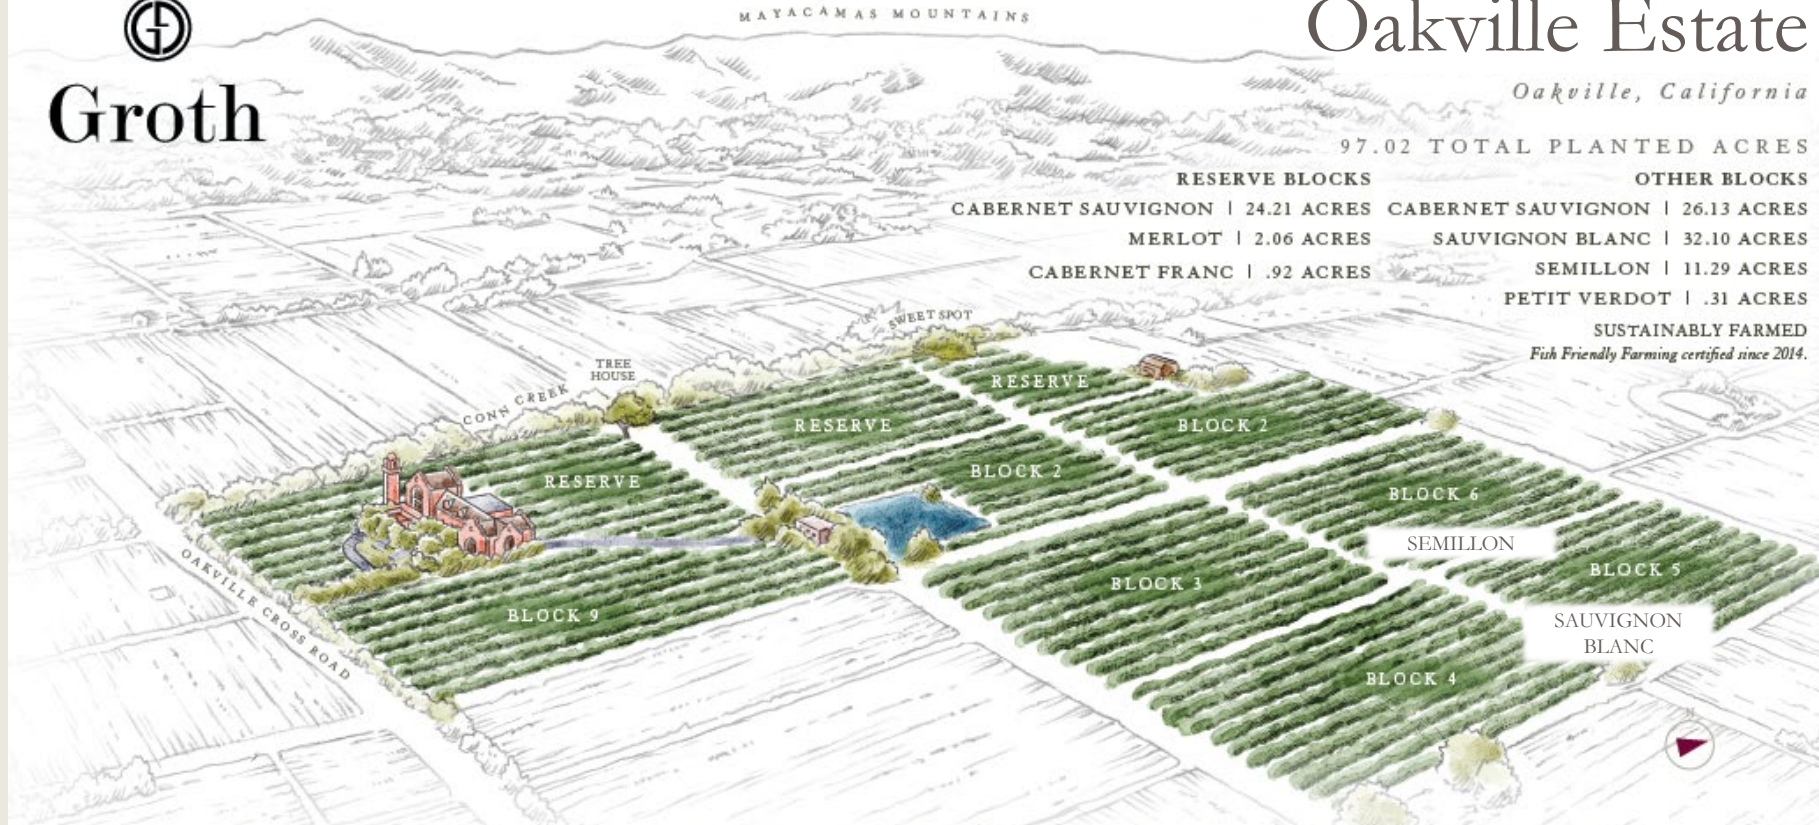 MAYACAMAS MOUNTAINS
Groth
Oakville Estate
Oakville, California
97.02 TOTAL PLANTED ACRES
RESERVE BLOCKS
CABERNET SAUVIGNON | 24.21 ACRES
MERLOT | 2.06 ACRES
CABERNET FRANC | .92 ACRES
OTHER BLOCKS
CABERNET SAUVIGNON | 26.13 ACRES
SAUVIGNON BLANC | 32.10 ACRES
SEMILLON | 11.29 ACRES
PETIT VERDOT | .31 ACRES
SUSTAINABLY FARMED
Fish Friendly Farming certified since 2014.
SWEET SPOT
TREE
HOUSE
CONN CREEK
RESERVE
RESERVE
BLOCK 2
BLOCK 2
RESERVE
BLOCK 6
SEMILLON
BLOCK 5
BLOCK 3
OAKVILLE CROSS ROAD
BLOCK 9
SAUVIGNON
BLANC
BLOCK 4